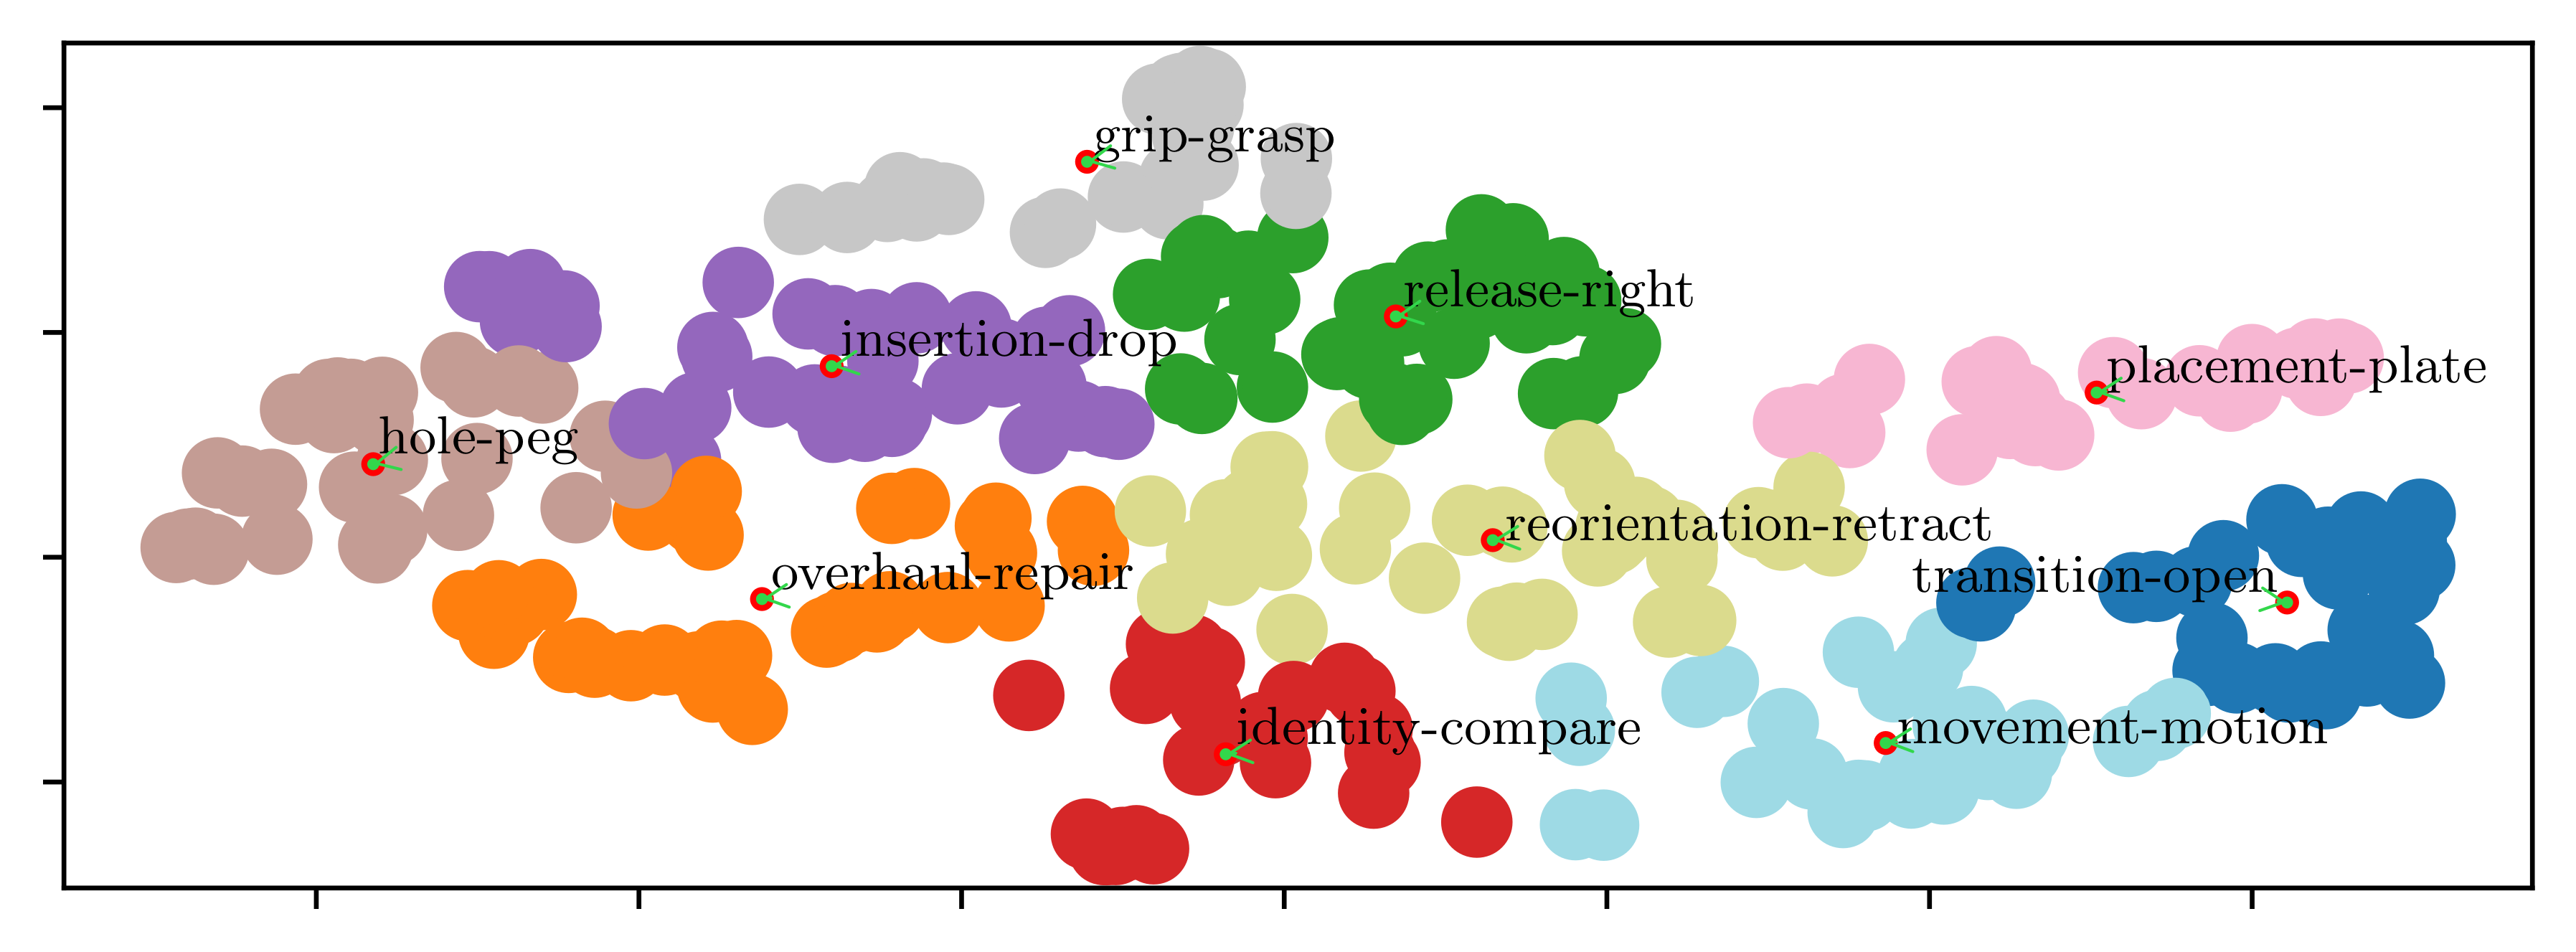 grip-grasp
release-right
insertion-drop
placement-plate
hole-peg
reorientation-retract
overhaul-repair
transition-open
identity-compare
movement-motion